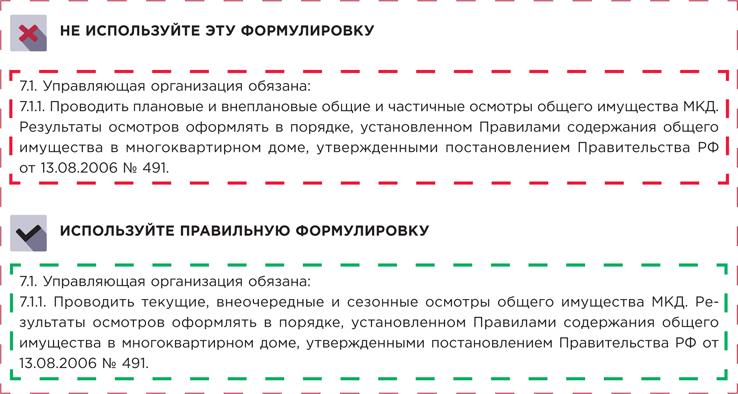 НЕ ИСПОЛЬЗУЙТЕ ЭТУ ФОРМУЛИРОВКУ
7.1. Управляющая организация обязана:
7.1.1. Проводить плановые и внеплановые общие и частичные осмотры общего имущества МКД.
Результаты осмотров оформлять в порядке, установленном Правилами содержания общего
имущества в многоквартирном доме, утвержденными постановлением Правительства РФ
от 13.08.2006 № 491.
ИСПОЛЬЗУЙТЕ ПРАВИЛЬНУЮ ФОРМУЛИРОВКУ
7.1. Управляющая организация обязана:
7.1.1. Проводить текущие, внеочередные и сезонные осмотры общего имущества МКД. Ре-
зультаты осмотров оформлять в порядке, установленном Правилами содержания общего
имущества в многоквартирном доме, утвержденными постановлением Правительства РФ от
13.08.2006 № 491.